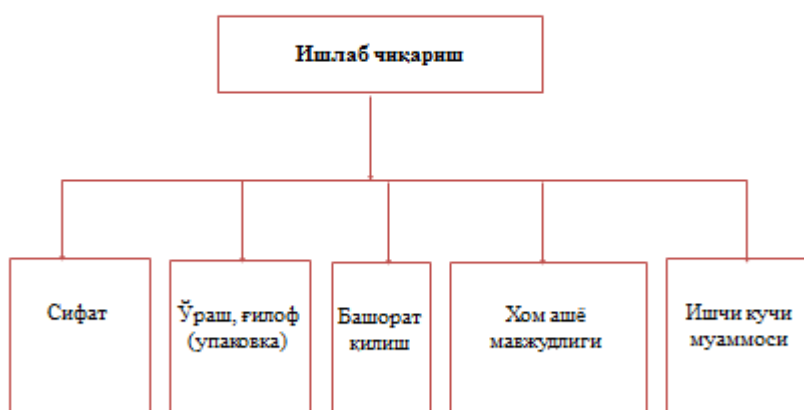 Ишлаб чиқариш
Сифат
Ўраш, ғилоф
(упаковка)
Башорат
қилиш
Хом ашё
мавжудлиги
Ишчи кучи
муаммоси